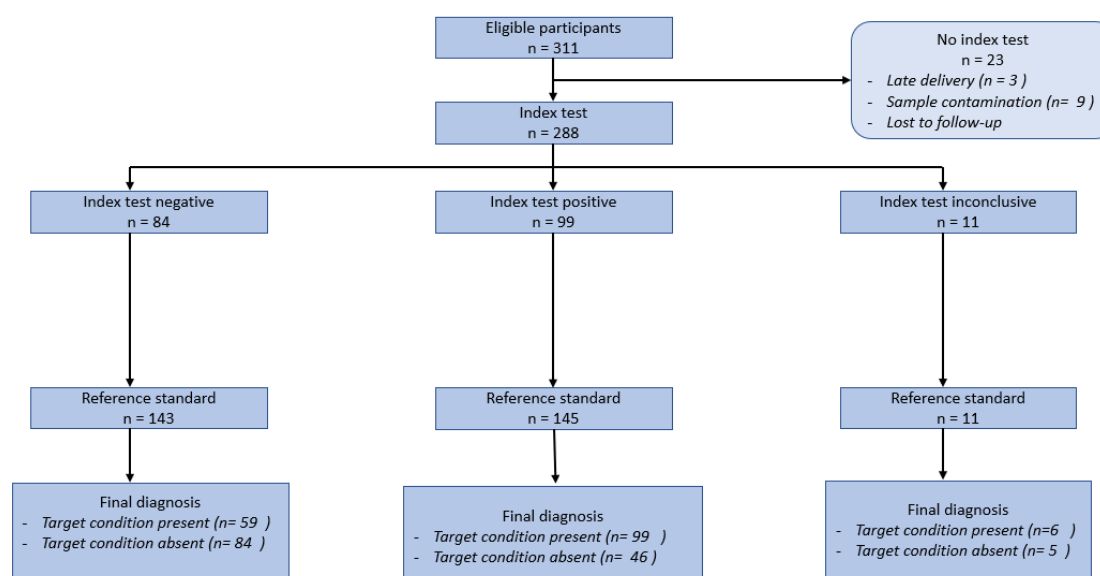 Eligible participants
n = 311
No index test
n = 23
- Late delivery (n = 3 )
- Sample contamination (n= 9 )
- Lost to follow-up
Index test
n = 288
Index test negative
n = 84
Index test positive
n = 99
Index test inconclusive
n = 11
Reference standard
n = 143
Reference standard
n = 145
Reference standard
n = 11
Final diagnosis
- Target condition present (n= 59 )
- Target condition absent (n= 84 )
Final diagnosis
- Target condition present (n= 99 )
- Target condition absent (n= 46 )
Final diagnosis
- Target condition present (n=6 )
- Target condition absent (n= 5 )